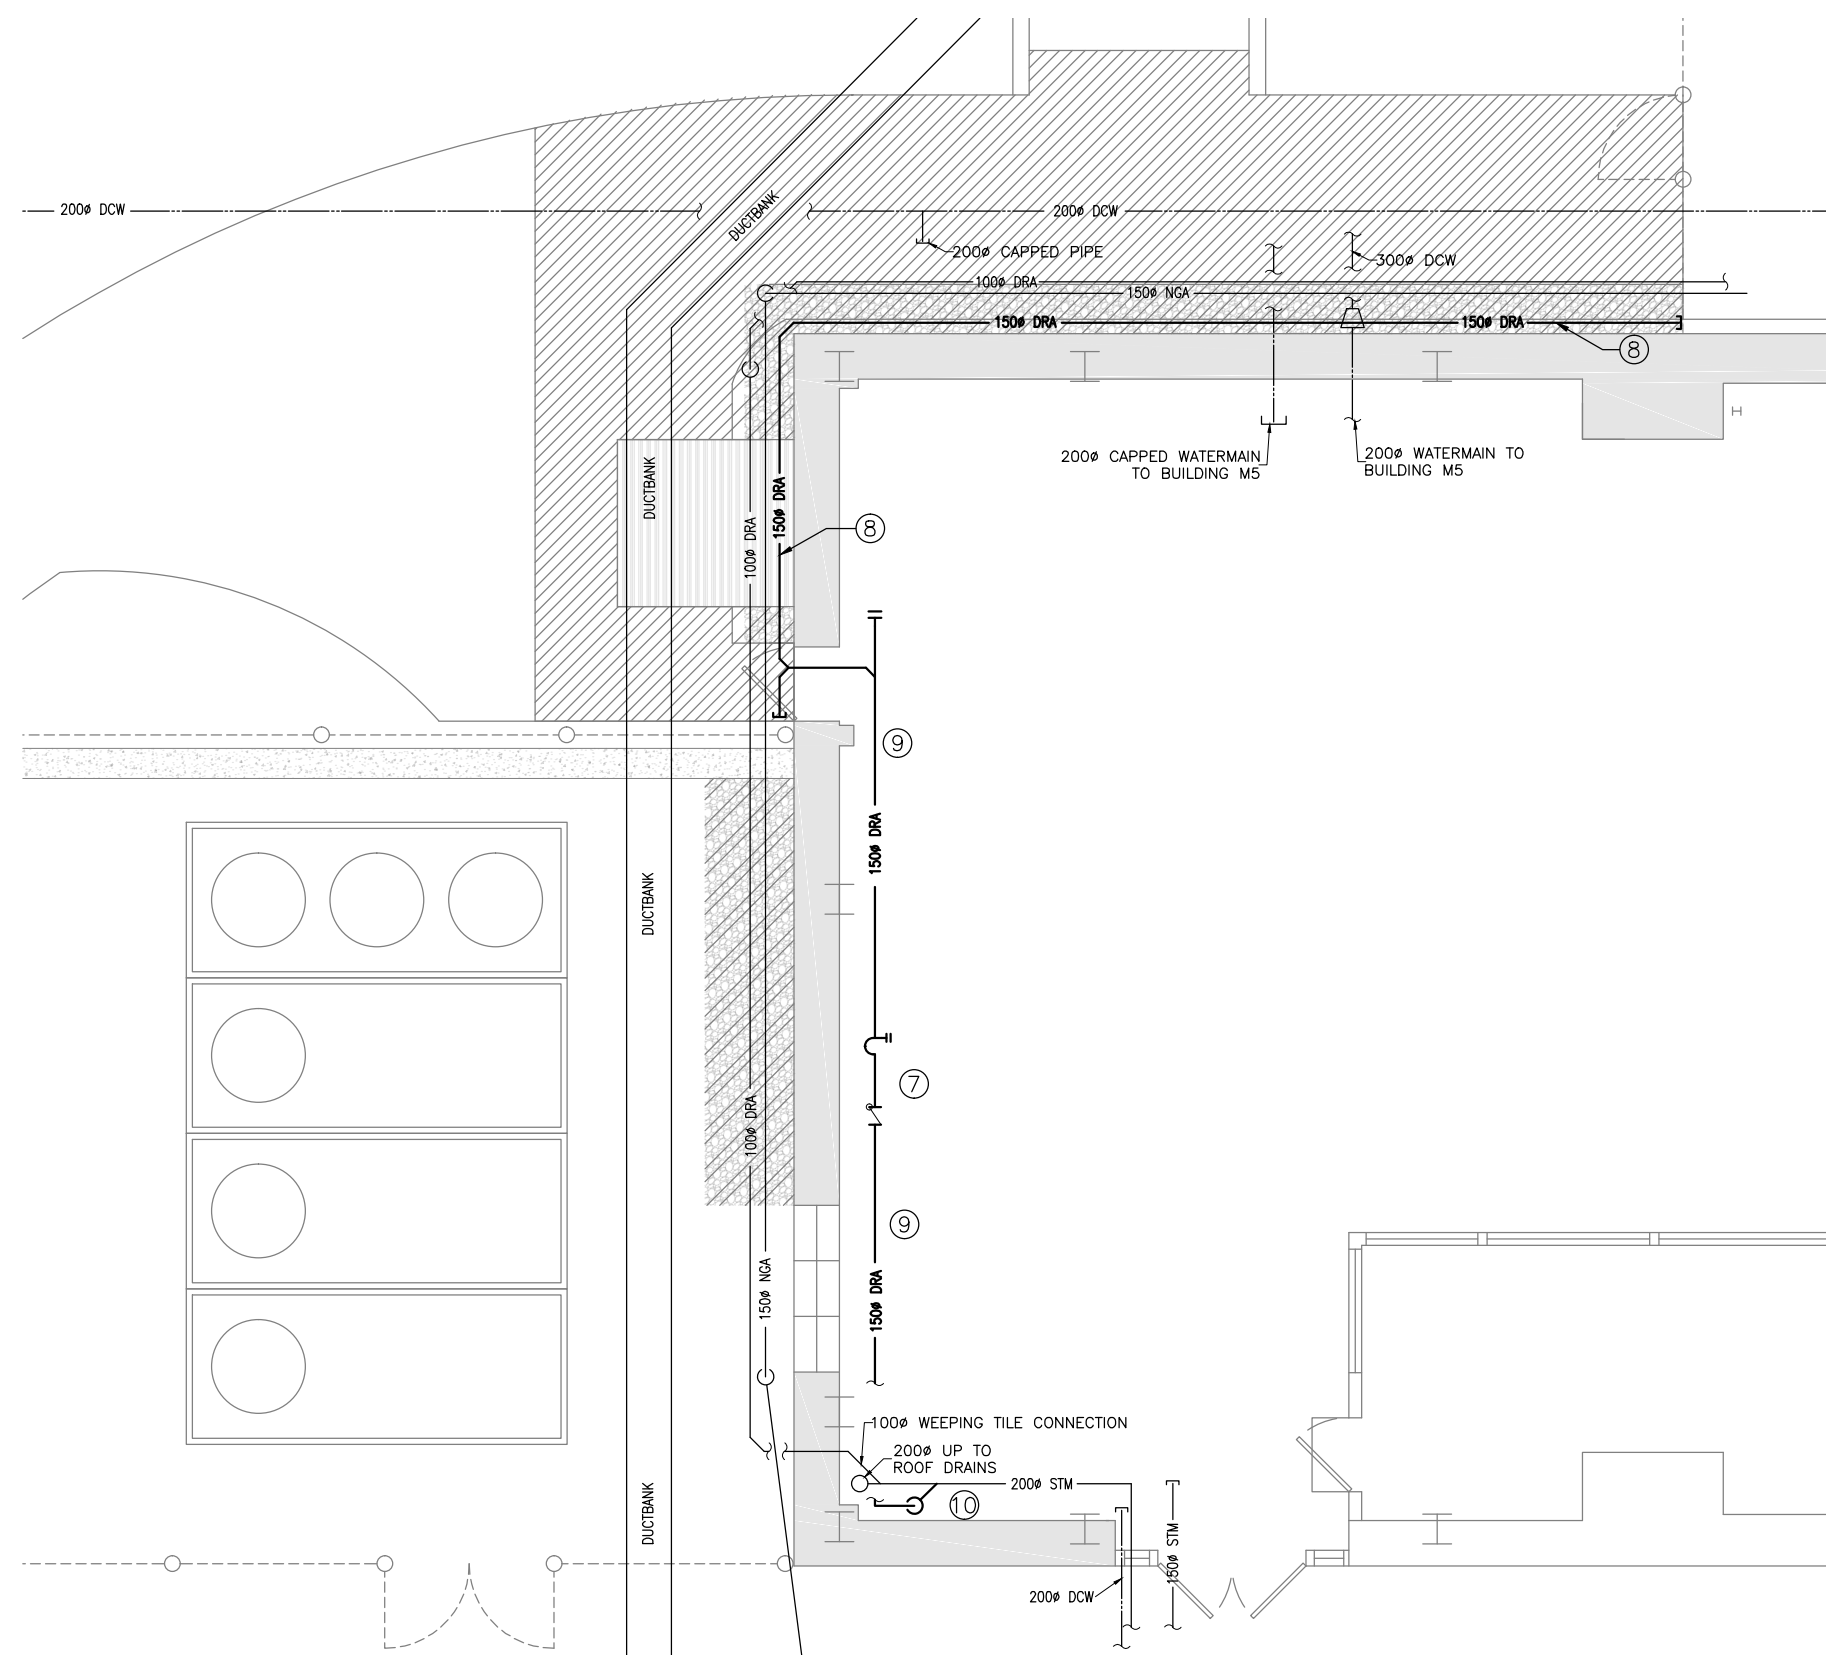 200ø DCW
DUCTBANK
200ø DCW
200ø CAPPED PIPE
300ø DCW
100ø DRA
150ø NGA
150ø DRA
150ø DRA
8
200ø CAPPED WATERMAIN
TO BUILDING M5
200ø WATERMAIN TO
BUILDING M5
DUCTBANK
100ø DRA
150ø DRA
8
9
150ø DRA
DUCTBANK
7
100ø DRA
9
150ø NGA
150ø DRA
100ø WEEPING TILE CONNECTION
200ø UP TO
ROOF DRAINS
200ø STM
10
DUCTBANK
150ø STM
200ø DCW